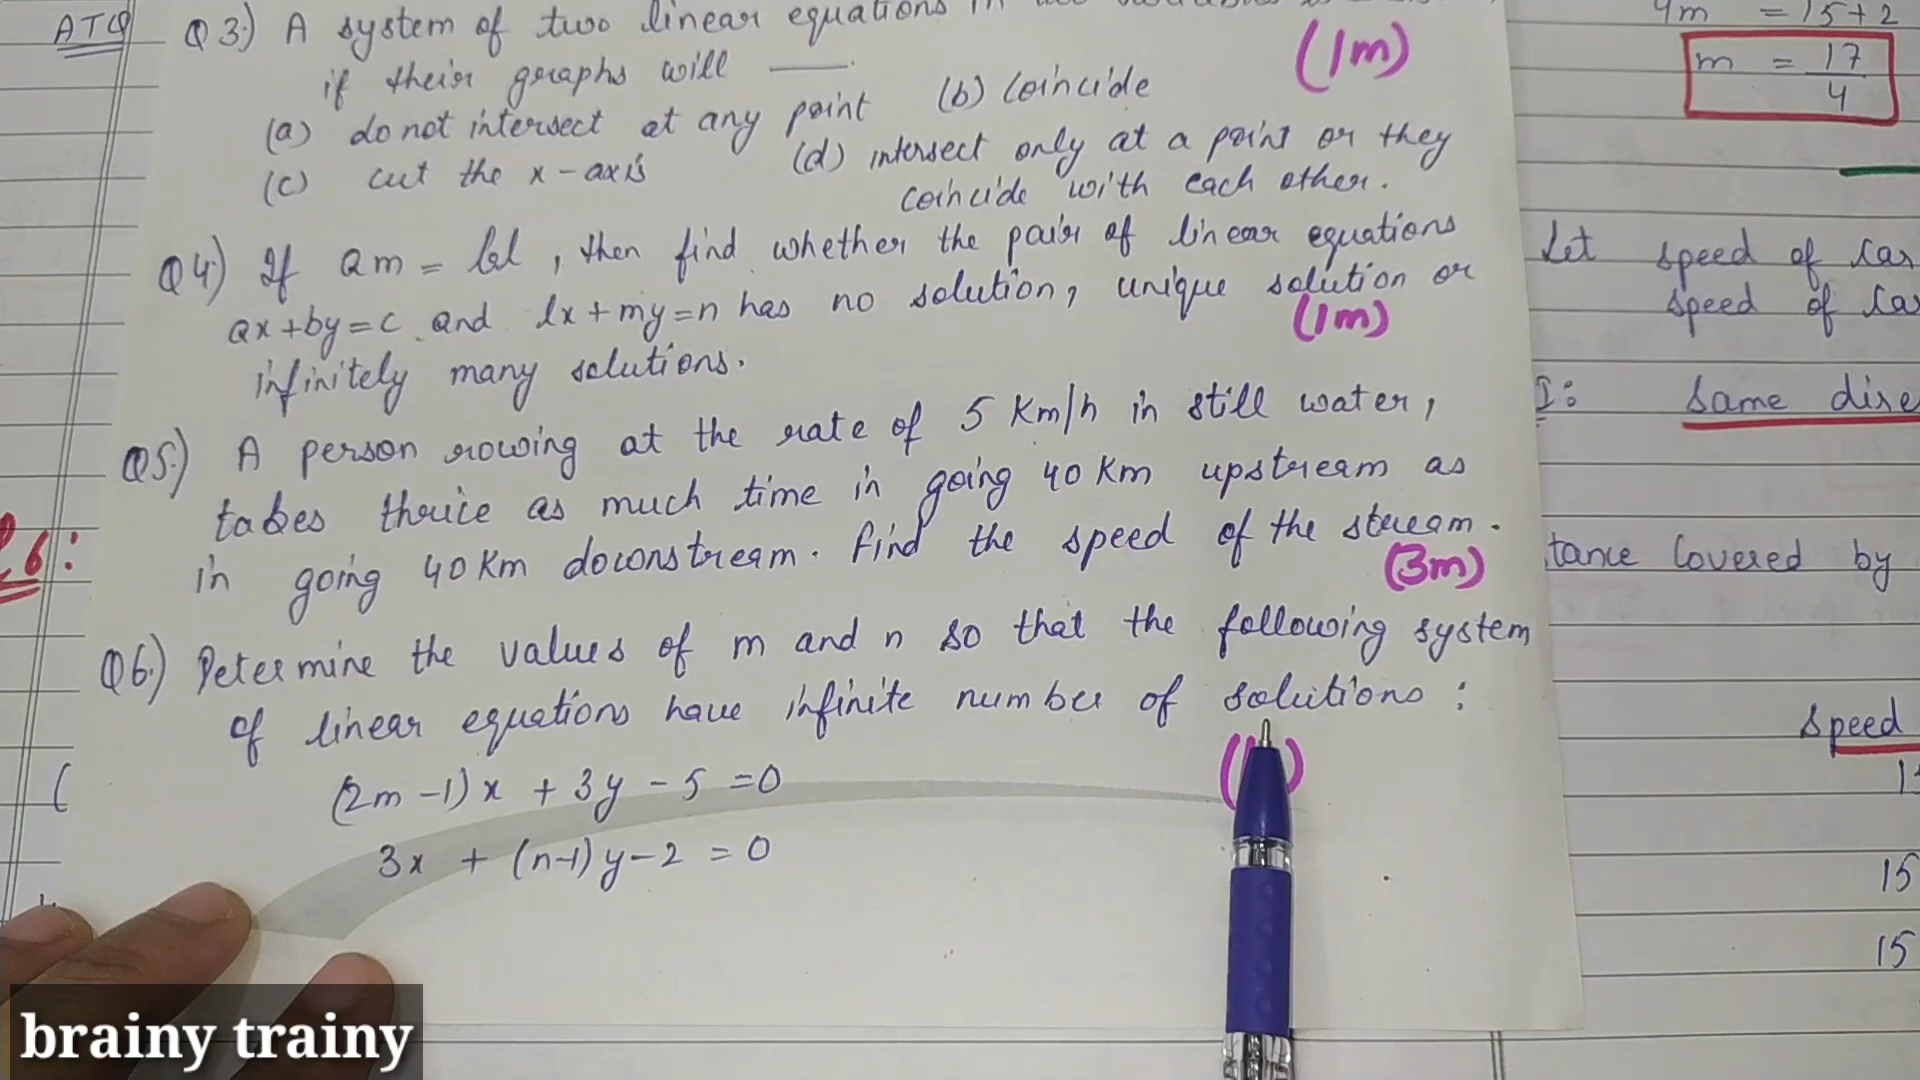 ATQ
Q3) A system of two linear equations in
if their graphs will ___.
(1m)
(a) do not intersect at any point (b) Coincide
(c) cut the x-axis (d) intersect only at a point or they
coincide with each other.
Q4) If am = bl, then find whether the pair of linear equations
ax+by=c and lx+my=n has no solution, unique solution or
infinitely many solutions.
(1m)
Q5) A person rowing at the rate of 5 Km/h in still water,
takes thrice as much time in going 40 Km upstream as
in going 40 Km downstream. Find the speed of the stream.
(3m)
Q6) Determine the values of m and n so that the following system
of linear equations have infinite number of solutions:
(2m-1)x + 3y - 5 = 0
3x + (n-1)y - 2 = 0
6:
(
4m = 15+2
m = 17/4
Let speed of car
speed of
I: Same
tance Covered by
Speed
15
15
brainy trainy